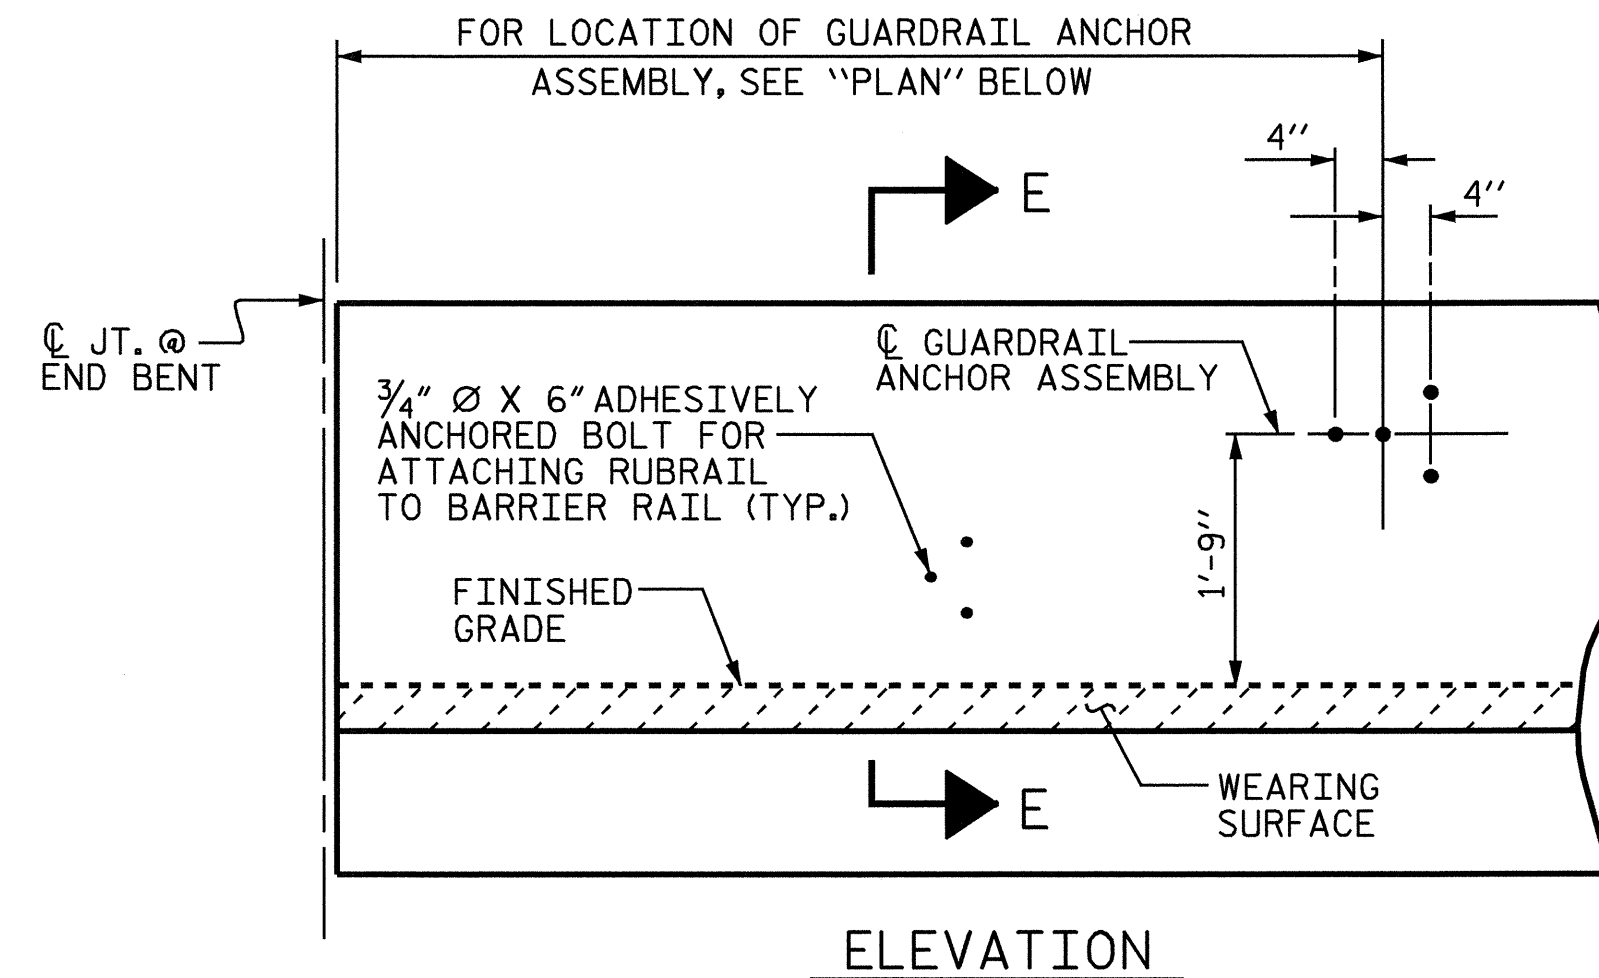 FOR LOCATION OF GUARDRAIL ANCHOR
ASSEMBLY, SEE "PLAN" BELOW
4"
E
4"
℄ JT. @
END BENT
℄ GUARDRAIL
ANCHOR ASSEMBLY
3/4" Ø X 6" ADHESIVELY
ANCHORED BOLT FOR
ATTACHING RUBRAIL
TO BARRIER RAIL (TYP.)
1'-9"
FINISHED
GRADE
WEARING
SURFACE
E
ELEVATION